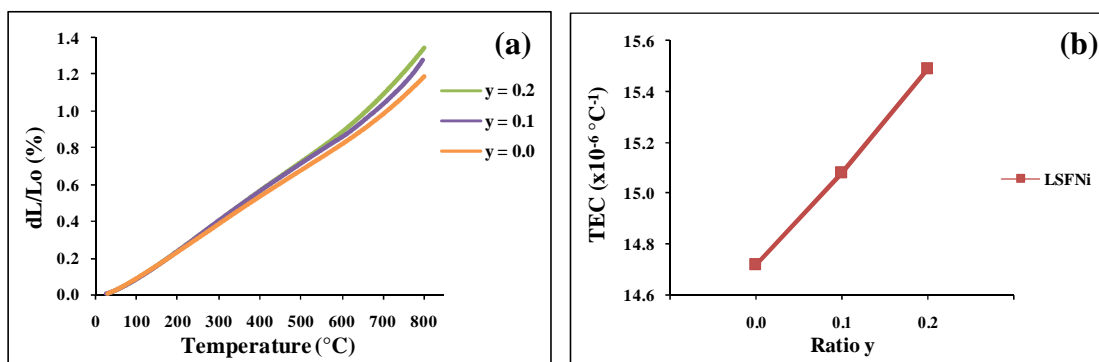 (a)
dL/Lo (%)
1.4
1.2
1.0
0.8
0.6
0.4
0.2
0.0
y = 0.2
y = 0.1
y = 0.0
0 100 200 300 400 500 600 700 800
Temperature (°C)
(b)
TEC (x10⁻⁶ °C⁻¹)
15.6
15.4
15.2
15.0
14.8
14.6
LSFNi
0.0 0.1 0.2
Ratio y